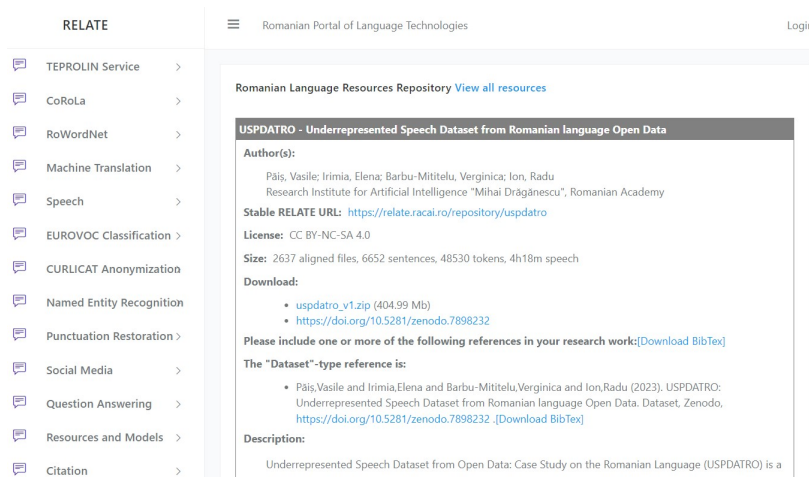 RELATE
Romanian Portal of Language Technologies
Login
TEPROLIN Service
CoRoLa
RoWordNet
Machine Translation
Speech
EUROVOC Classification
CURLICAT Anonymization
Named Entity Recognition
Punctuation Restoration
Social Media
Question Answering
Resources and Models
Citation
Romanian Language Resources Repository View all resources
USPDATRO - Underrepresented Speech Dataset from Romanian language Open Data
Author(s):
Păiș, Vasile; Irimia, Elena; Barbu-Mititelu, Verginica; Ion, Radu
Research Institute for Artificial Intelligence "Mihai Drăgănescu", Romanian Academy
Stable RELATE URL: https://relate.racai.ro/repository/uspdatro
License: CC BY-NC-SA 4.0
Size: 2637 aligned files, 6652 sentences, 48530 tokens, 4h18m speech
Download:
• uspdatro_v1.zip (404.99 Mb)
• https://doi.org/10.5281/zenodo.7898232
Please include one or more of the following references in your research work:[Download BibTex]
The "Dataset"-type reference is:
• Păiș,Vasile and Irimia,Elena and Barbu-Mititelu,Verginica and Ion,Radu (2023). USPDATRO:
Underrepresented Speech Dataset from Romanian language Open Data. Dataset, Zenodo,
https://doi.org/10.5281/zenodo.7898232 .[Download BibTex]
Description:
Underrepresented Speech Dataset from Open Data: Case Study on the Romanian Language (USPDATRO) is a